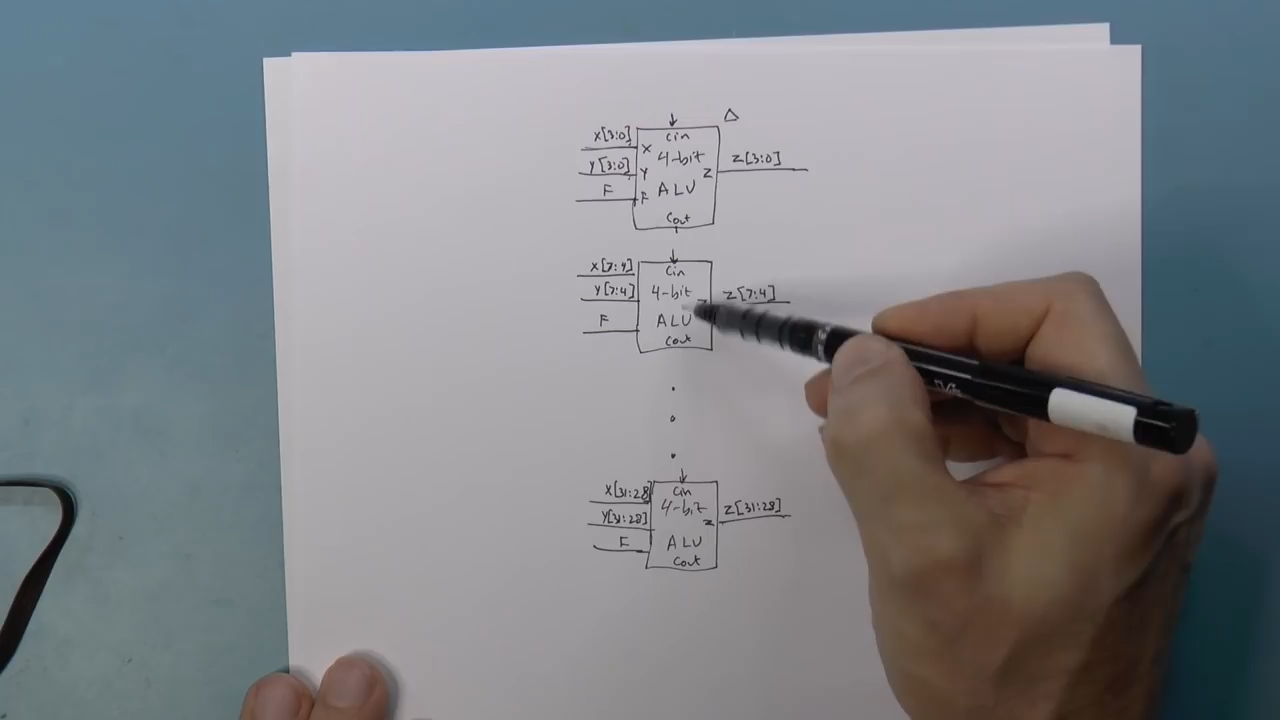 Δ
X[3:0] Cin
X 4-bit Z[3:0]
Y[3:0] Y Z
F F ALU
Cout
X[7:4] Cin
Y[7:4] 4-bit Z[7:4]
F ALU
Cout
X[31:28] Cin
4-bit Z[31:28]
Y[31:28] Z
F ALU
Cout